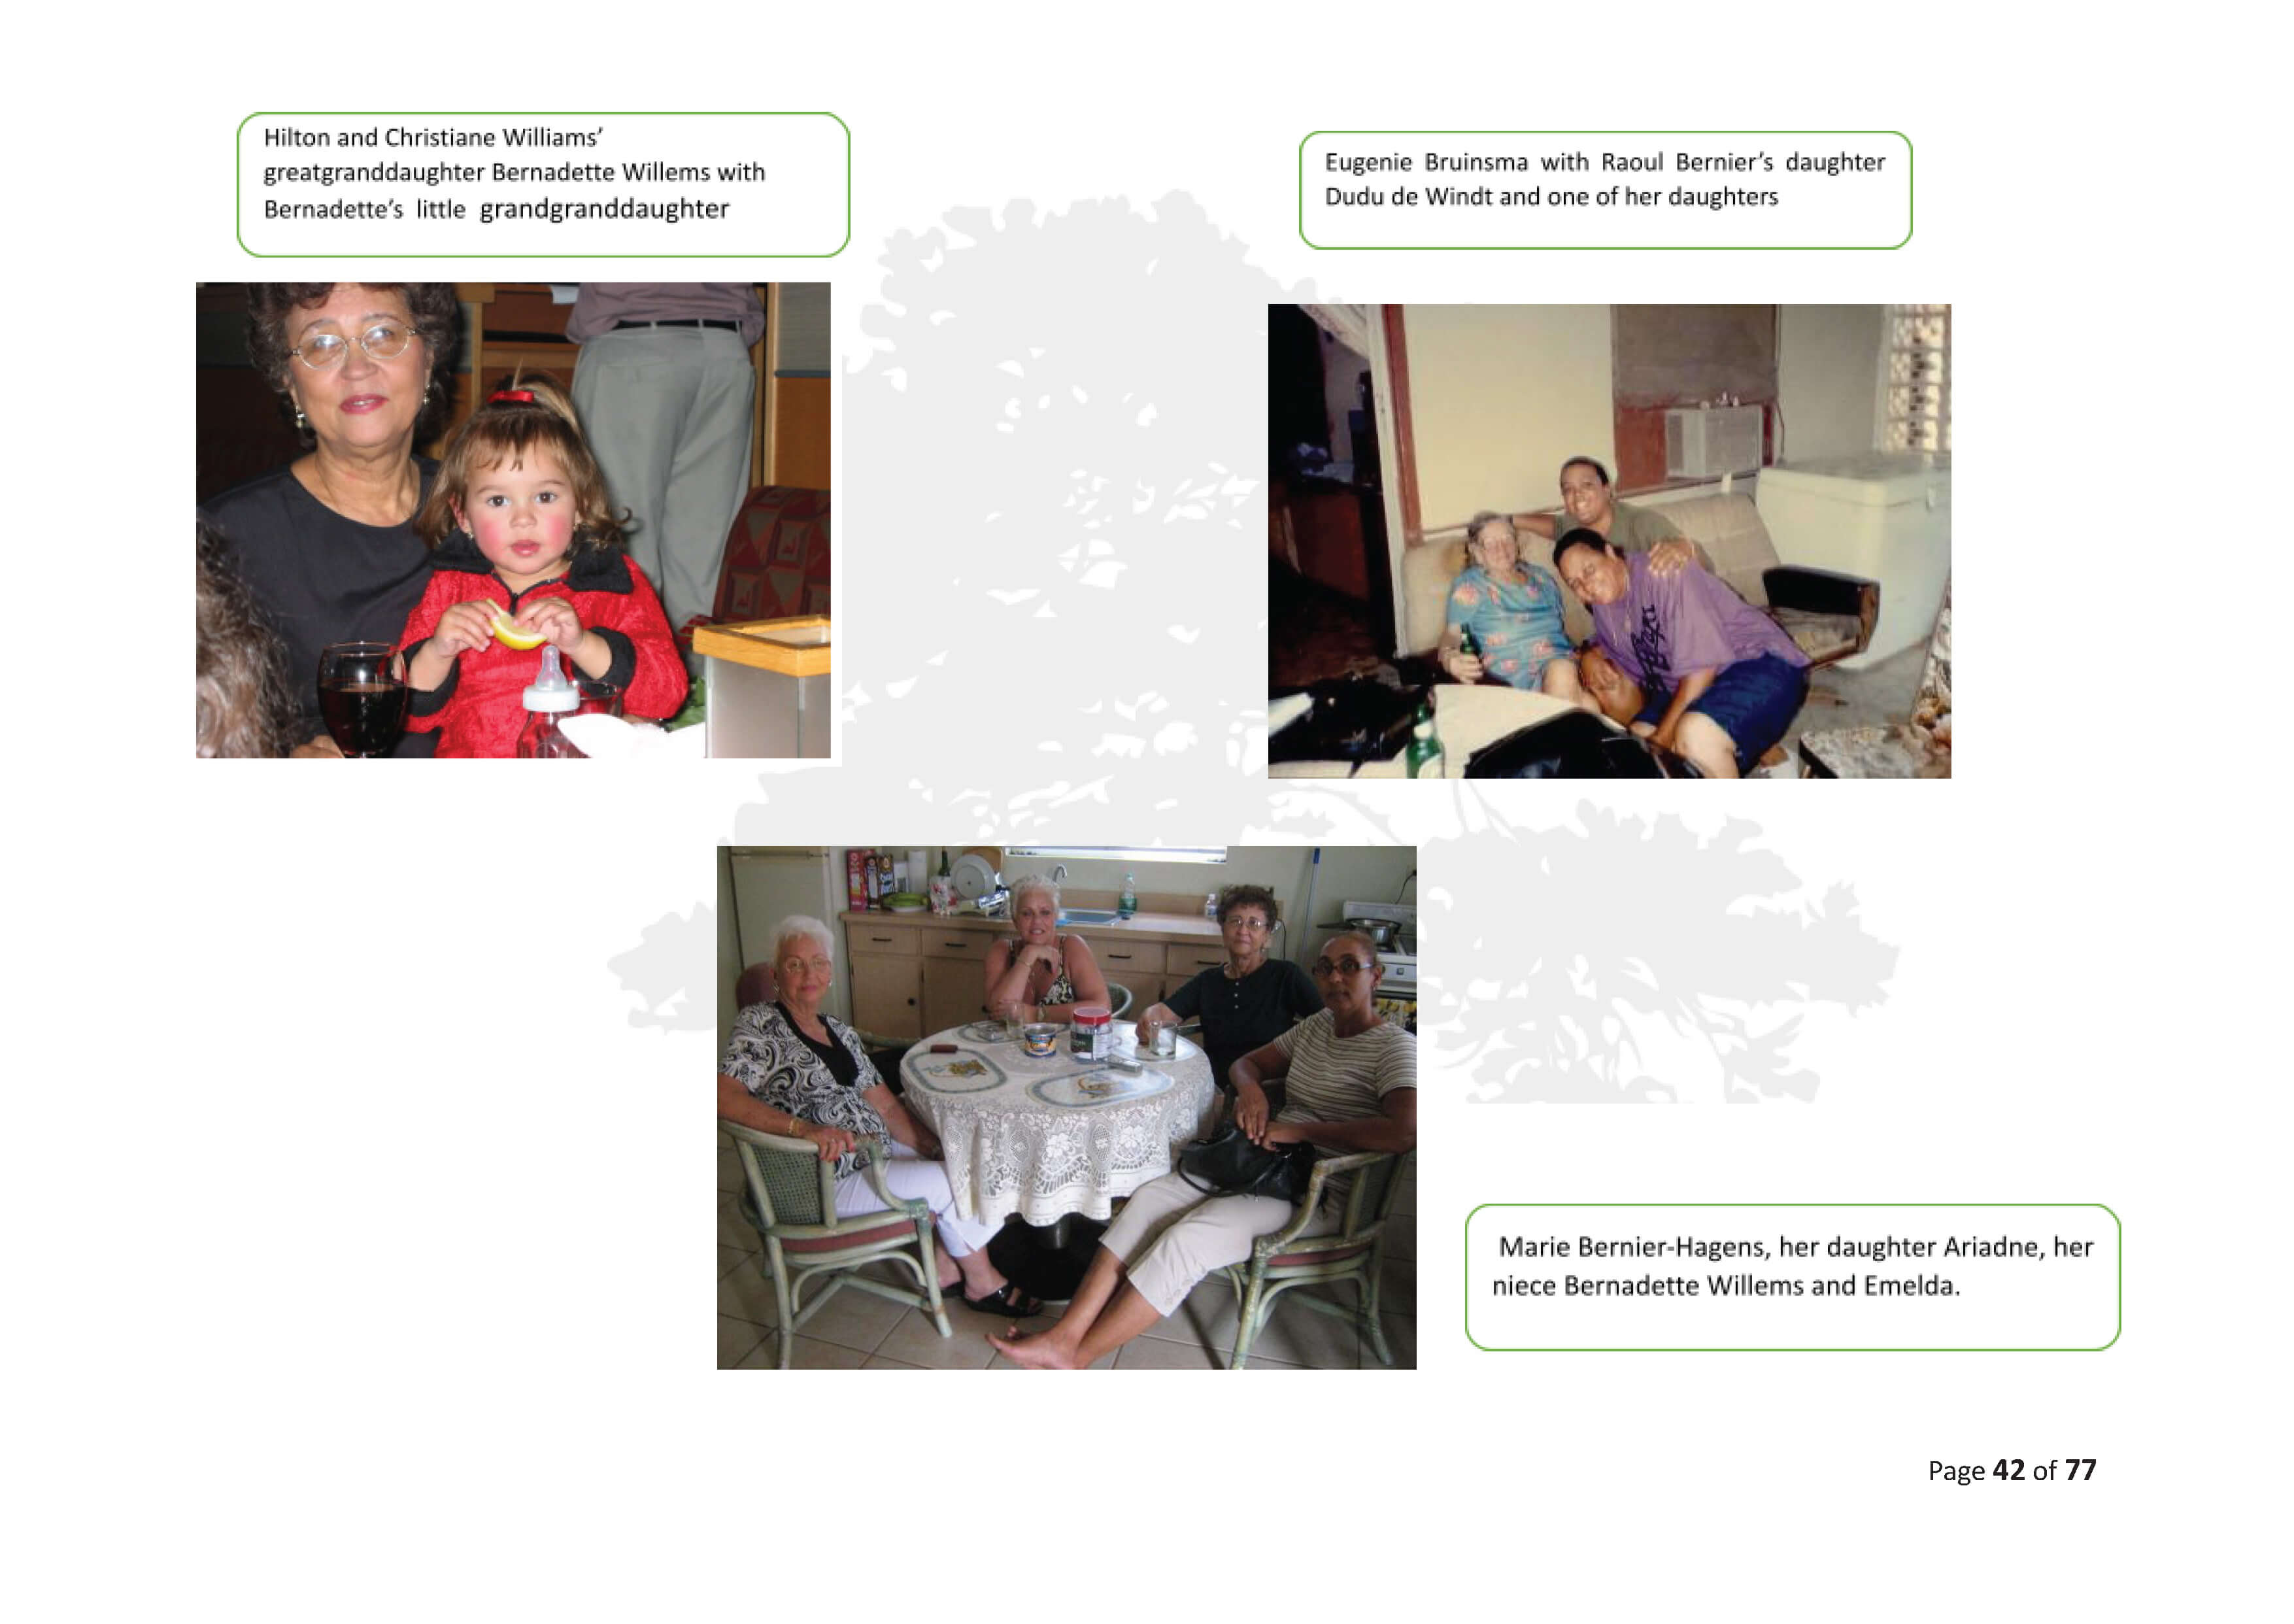 Hilton and Christiane Williams’
greatgranddaughter Bernadette Willems with
Bernadette’s little grandgranddaughter
Eugenie Bruinsma with Raoul Bernier’s daughter
Dudu de Windt and one of her daughters
Marie Bernier-Hagens, her daughter Ariadne, her
niece Bernadette Willems and Emelda.
Page 42 of 77